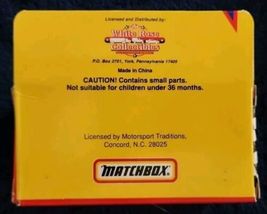 Licensed and Distributed by:
White Rose
Collectibles
P.O. Box 2701, York, Pennsylvania 17405
Made in China
CAUTION! Contains small parts.
Not suitable for children under 36 months.
Licensed by Motorsport Traditions,
Concord, N.C. 28025
MATCHBOX